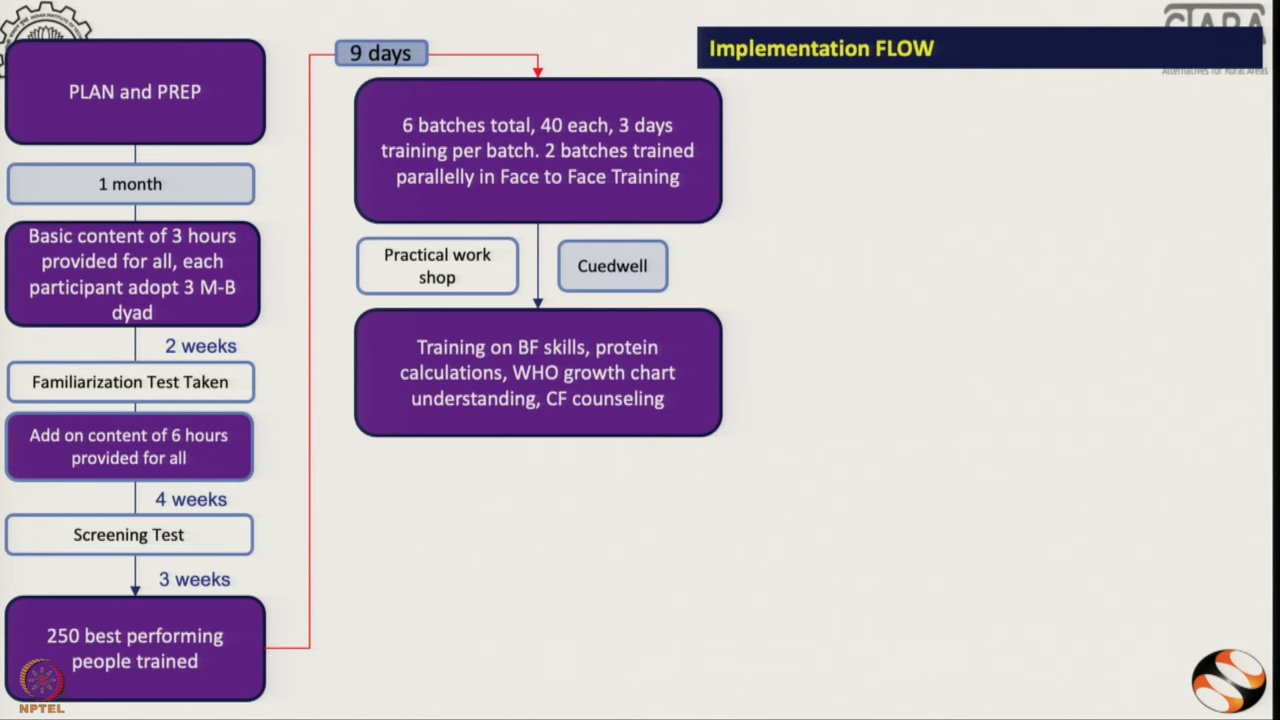 Implementation FLOW
PLAN and PREP
1 month
Basic content of 3 hours
provided for all, each
participant adopt 3 M-B
dyad
2 weeks
Familiarization Test Taken
Add on content of 6 hours
provided for all
4 weeks
Screening Test
3 weeks
250 best performing
people trained
9 days
6 batches total, 40 each, 3 days
training per batch. 2 batches trained
parallelly in Face to Face Training
Practical work
shop
Cuedwell
Training on BF skills, protein
calculations, WHO growth chart
understanding, CF counseling
Alternatives for Rural Areas
NPTEL